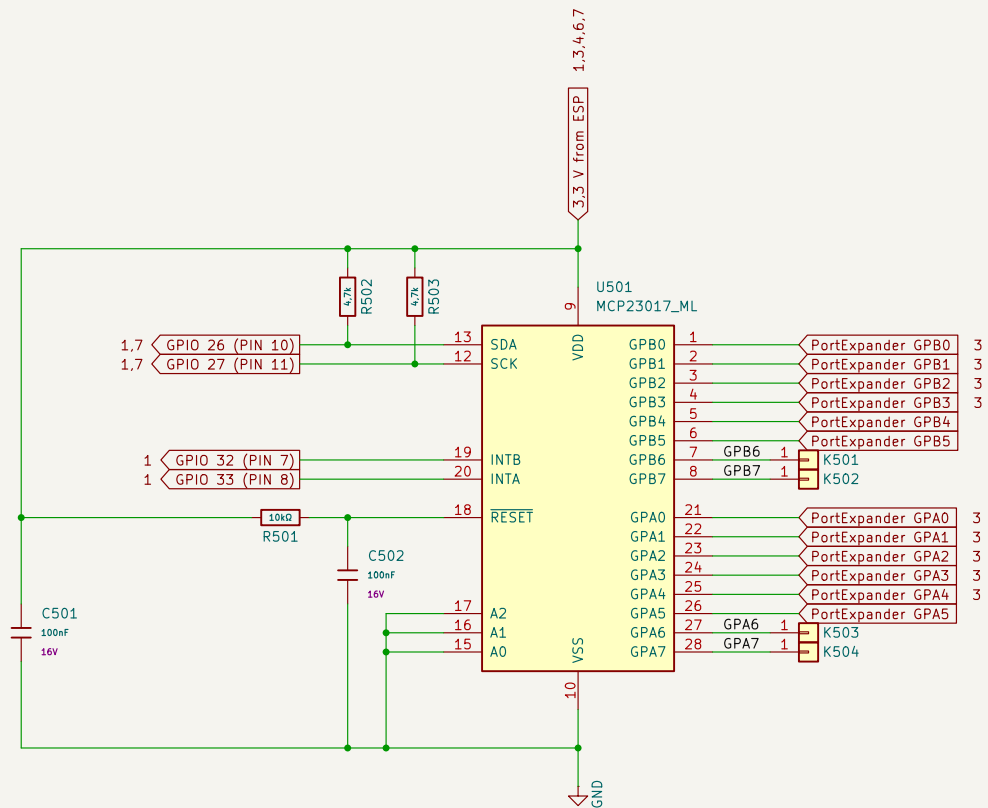 1,3,4,6,7
3,3 V from ESP
U501
MCP23017_ML
R502
4,7k
R503
4,7k
9
VDD
1,7 GPIO 26 (PIN 10) 13 SDA
1,7 GPIO 27 (PIN 11) 12 SCK
1 GPIO 32 (PIN 7) 19 INTB
1 GPIO 33 (PIN 8) 20 INTA
10kΩ
R501
18 RESET
C502
100nF
16V
C501
100nF
16V
17 A2
16 A1
15 A0
VSS
10
GND
GPB0 1 PortExpander GPB0 3
GPB1 2 PortExpander GPB1 3
GPB2 3 PortExpander GPB2 3
GPB3 4 PortExpander GPB3 3
GPB4 5 PortExpander GPB4
GPB5 6 PortExpander GPB5
GPB6 7 GPB6 1 K501
GPB7 8 GPB7 1 K502
GPA0 21 PortExpander GPA0 3
GPA1 22 PortExpander GPA1 3
GPA2 23 PortExpander GPA2 3
GPA3 24 PortExpander GPA3 3
GPA4 25 PortExpander GPA4 3
GPA5 26 PortExpander GPA5
GPA6 27 GPA6 1 K503
GPA7 28 GPA7 1 K504